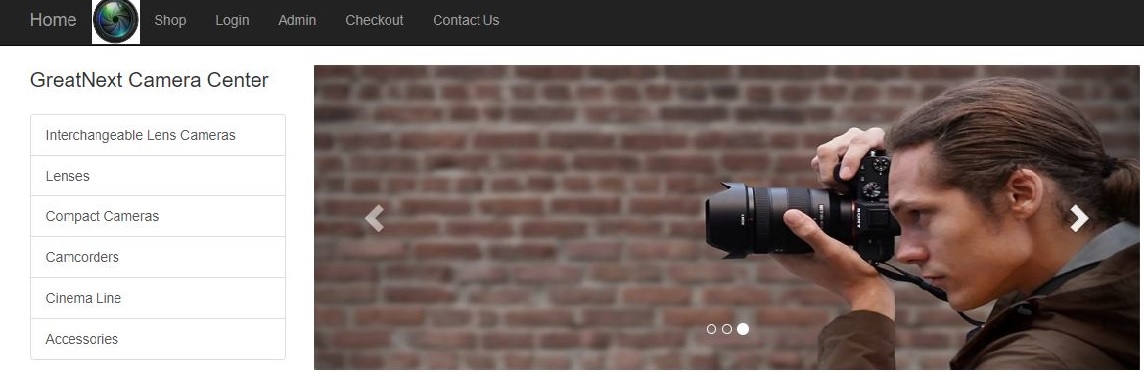 Home Shop Login Admin Checkout Contact Us
GreatNext Camera Center
Interchangeable Lens Cameras
Lenses
Compact Cameras
Camcorders
Cinema Line
Accessories
SONY